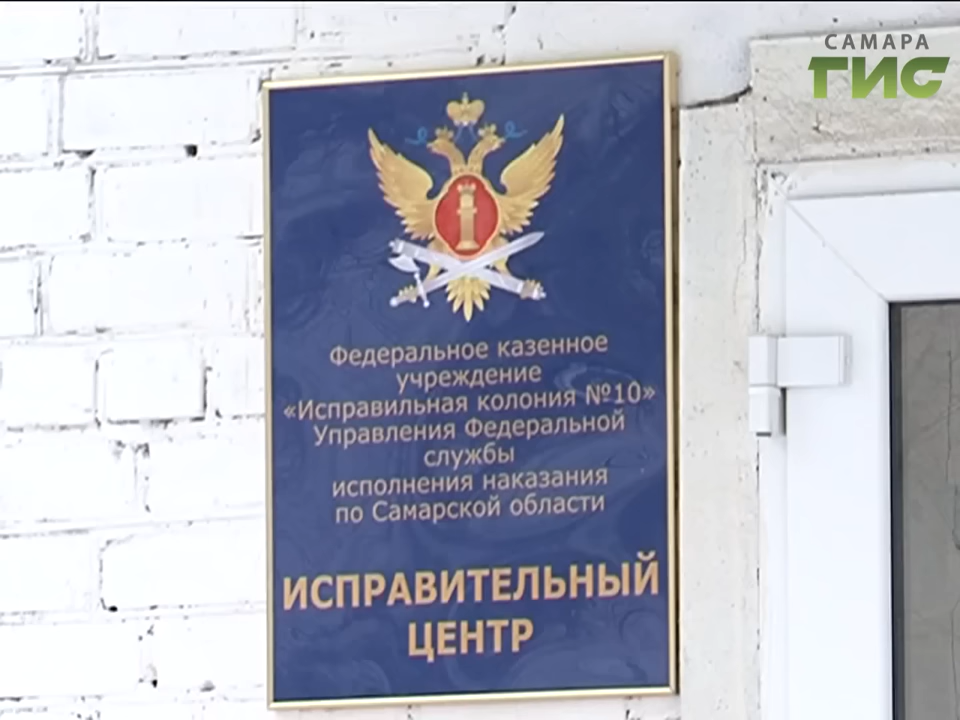 САМАРА
ГИС
Федеральное казенное
учреждение
«Исправильная колония №10»
Управления Федеральной
службы
исполнения наказания
по Самарской области
ИСПРАВИТЕЛЬНЫЙ
ЦЕНТР